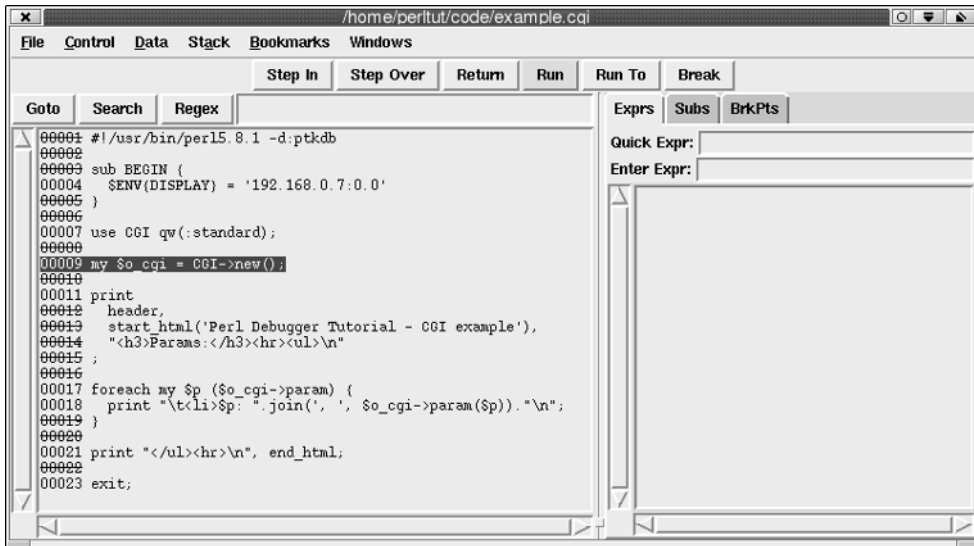 /home/perltut/code/example.cgi
File Control Data Stack Bookmarks Windows
Step In Step Over Return Run Run To Break
Goto Search Regex
Exprs Subs BrkPts
Quick Expr:
Enter Expr:
00001 #!/usr/bin/perl5.8.1 -d:ptkdb
00002
00003 sub BEGIN {
00004   $ENV{DISPLAY} = '192.168.0.7:0.0'
00005 }
00006
00007 use CGI qw(:standard);
00008
00009 my $o_cgi = CGI->new();
00010
00011 print
00012   header,
00013   start_html('Perl Debugger Tutorial - CGI example'),
00014   "<h3>Params:</h3><hr><ul>\n"
00015 ;
00016
00017 foreach my $p ($o_cgi->param) {
00018   print "\t<li>$p: ".join(', ', $o_cgi->param($p))."\n";
00019 }
00020
00021 print "</ul><hr>\n", end_html;
00022
00023 exit;